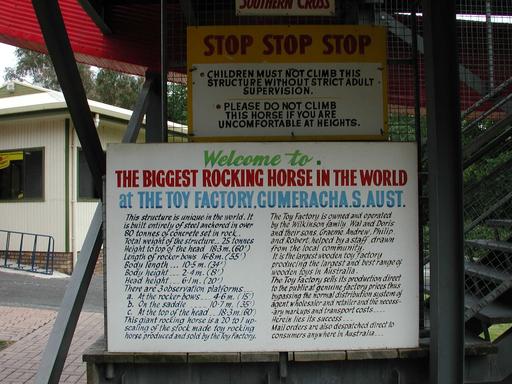 SOUTHERN CROSS
STOP STOP STOP
• CHILDREN MUST NOT CLIMB THIS
STRUCTURE WITHOUT STRICT ADULT
SUPERVISION.
• PLEASE DO NOT CLIMB
THIS HORSE IF YOU ARE
UNCOMFORTABLE AT HEIGHTS.
Welcome to.
THE BIGGEST ROCKING HORSE IN THE WORLD
at THE TOY FACTORY, GUMERACHA. S. AUST.
This structure is unique in the world. It
is built entirely of steel anchored in over
80 tonnes of concrete set in rock..
Total weight of the structure... 25 tonnes
Height to top of the head 18·3m. (60')
Length of rocker bows 16·8m. (55')
Body length .... 10·5m. (34')
Body height .... 2·4m. (8')
Head height .... 6·1m. (20')
There are 3 observation platforms
a. At the rocker bows.... 4·6m. (15')
b. On the saddle .... 10·7m. (35')
c. At the top of the head ...18·3m. (60')
This giant rocking horse is a 20 to 1 up-
scaling of the stock made toy rocking
horse produced and sold by the Toy Factory.
The Toy Factory is owned and operated
by the Wilkinson family. Wal and Doris
and their sons, Graeme, Andrew, Philip
and Robert, helped by a staff drawn
from the local community.
It is the largest wooden toy factory
producing the largest and best range of
wooden toys in Australia.
The Toy Factory sells its production direct
to the public at genuine factory prices thus
bypassing the normal distribution system of
agent wholesaler and retailer and the neces-
sary markups and transport costs....
Herein lies its success....
Mail orders are also despatched direct to
consumers anywhere in Australia....